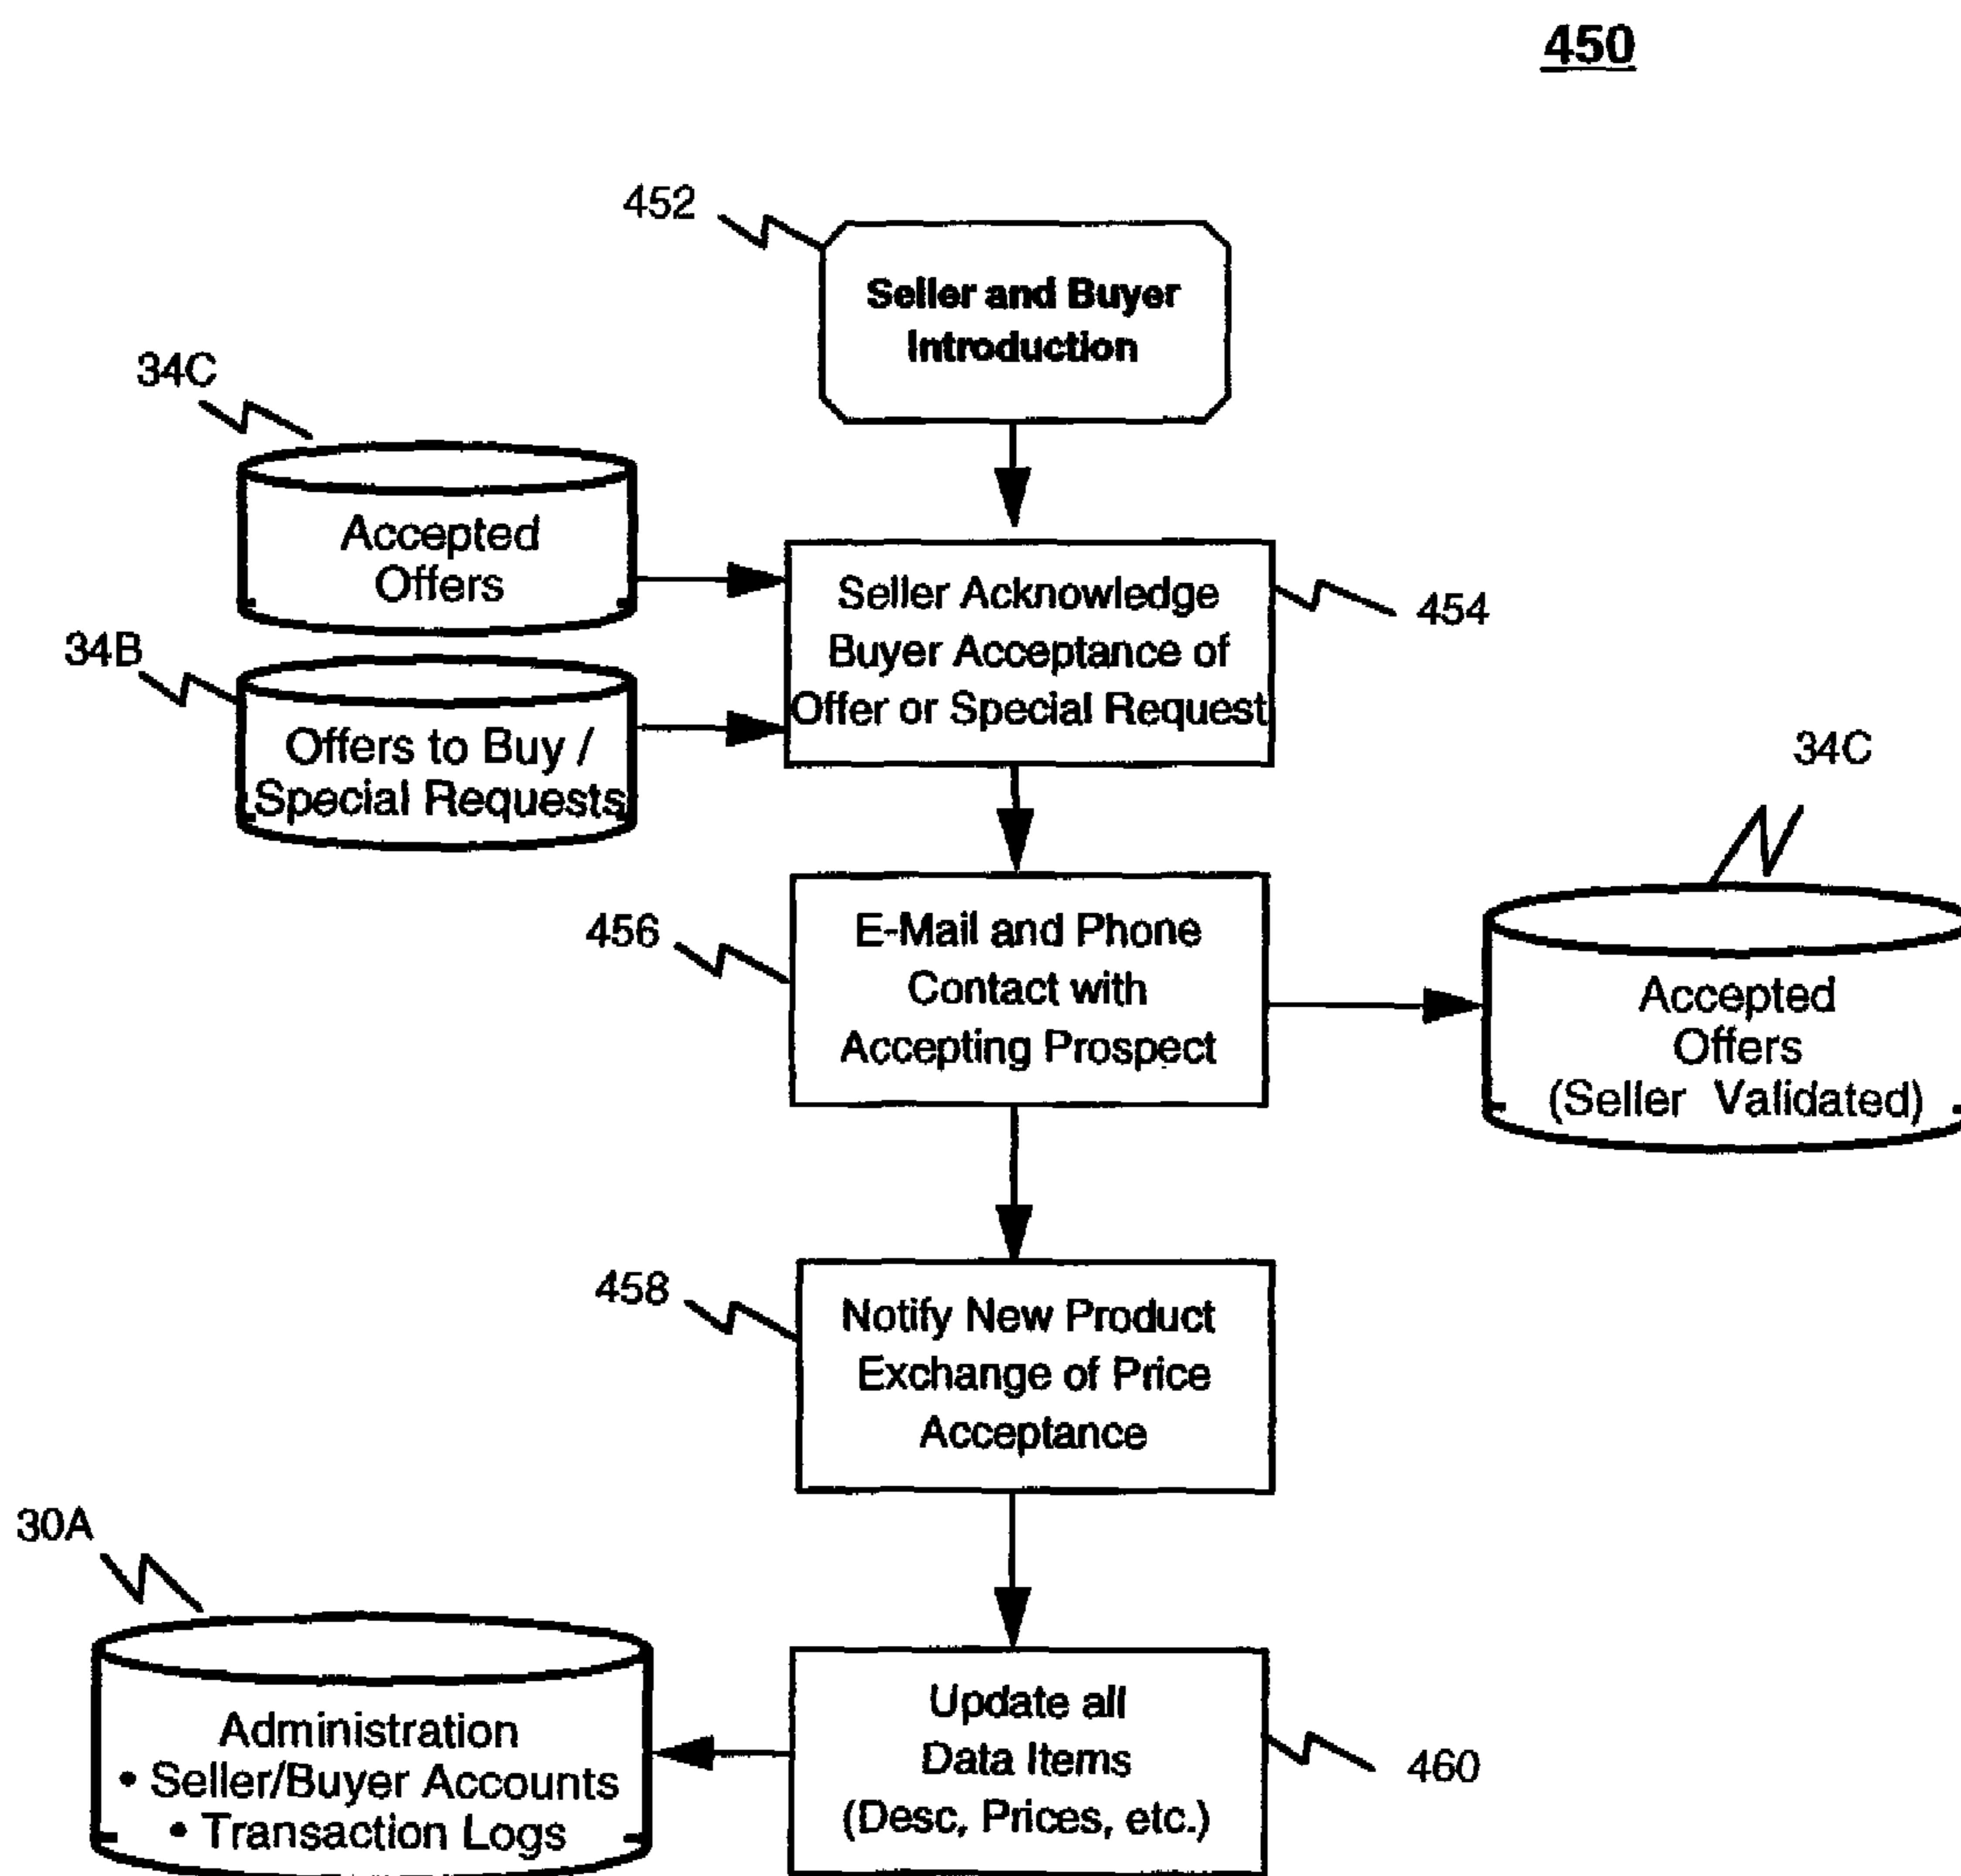 450
452
Seller and Buyer
Introduction
34C
Accepted
Offers
34B
Offers to Buy /
Special Requests
Seller Acknowledge
Buyer Acceptance of
Offer or Special Request
454
34C
456
E-Mail and Phone
Contact with
Accepting Prospect
Accepted
Offers
(Seller Validated)
458
Notify New Product
Exchange of Price
Acceptance
30A
Administration
• Seller/Buyer Accounts
• Transaction Logs
Update all
Data Items
(Desc, Prices, etc.)
460